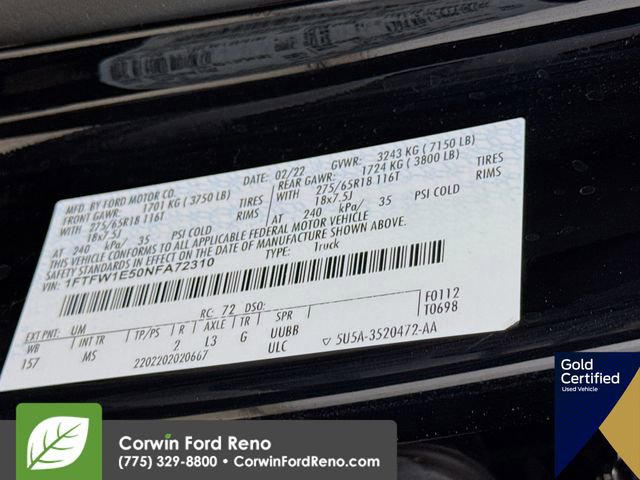 MFD. BY FORD MOTOR CO.
DATE: 02/22 GVWR: 3243 KG ( 7150 LB)
FRONT GAWR: 1701 KG ( 3750 LB) REAR GAWR: 1724 KG ( 3800 LB)
275/65R18 116T TIRES 275/65R18 116T TIRES
18x7.5J RIMS 18x7.5J RIMS
AT 240 kPa/ 35 PSI COLD AT 240 kPa/ 35 PSI COLD
THIS VEHICLE CONFORMS TO ALL APPLICABLE FEDERAL MOTOR VEHICLE
SAFETY STANDARDS IN EFFECT ON THE DATE OF MANUFACTURE SHOWN ABOVE.
VIN: 1FTFW1E50NFA72310 TYPE: Truck
F0112
T0698
EXT PNT: UM RC: 72 DSO:
WB INT TR TP/PS R AXLE TR SPR
157 MS 2 L3 G UUBB
2202202020667 ULC ▽ 5U5A-3520472-AA
Gold
Certified
Used Vehicle
Corwin Ford Reno
(775) 329-8800 • CorwinFordReno.com